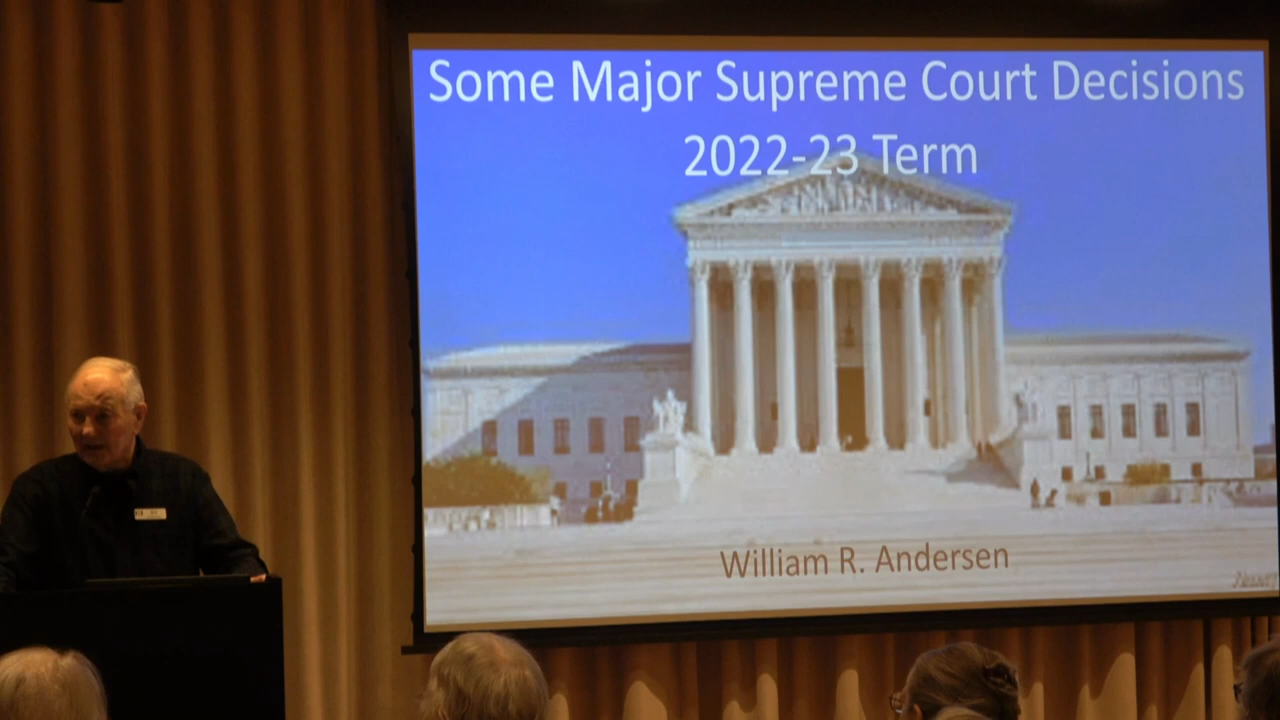 Some Major Supreme Court Decisions
2022-23 Term
William R. Andersen